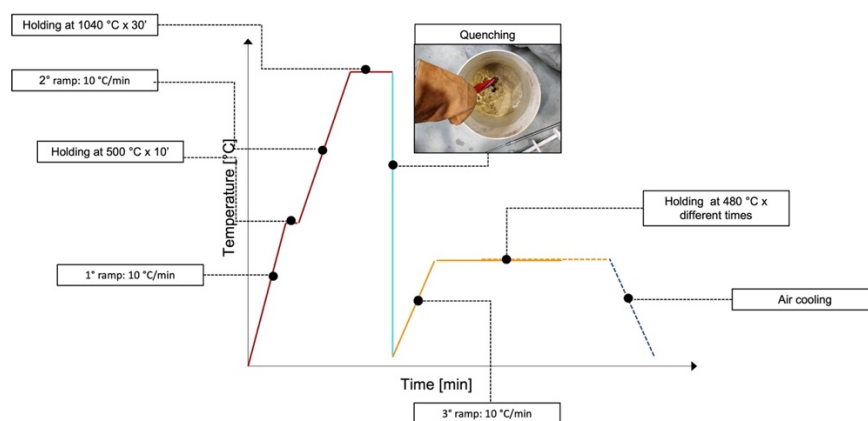 Holding at 1040 °C x 30'
Quenching
2° ramp: 10 °C/min
Holding at 500 °C x 10'
Temperature [°C]
Holding at 480 °C x
different times
1° ramp: 10 °C/min
Air cooling
Time [min]
3° ramp: 10 °C/min